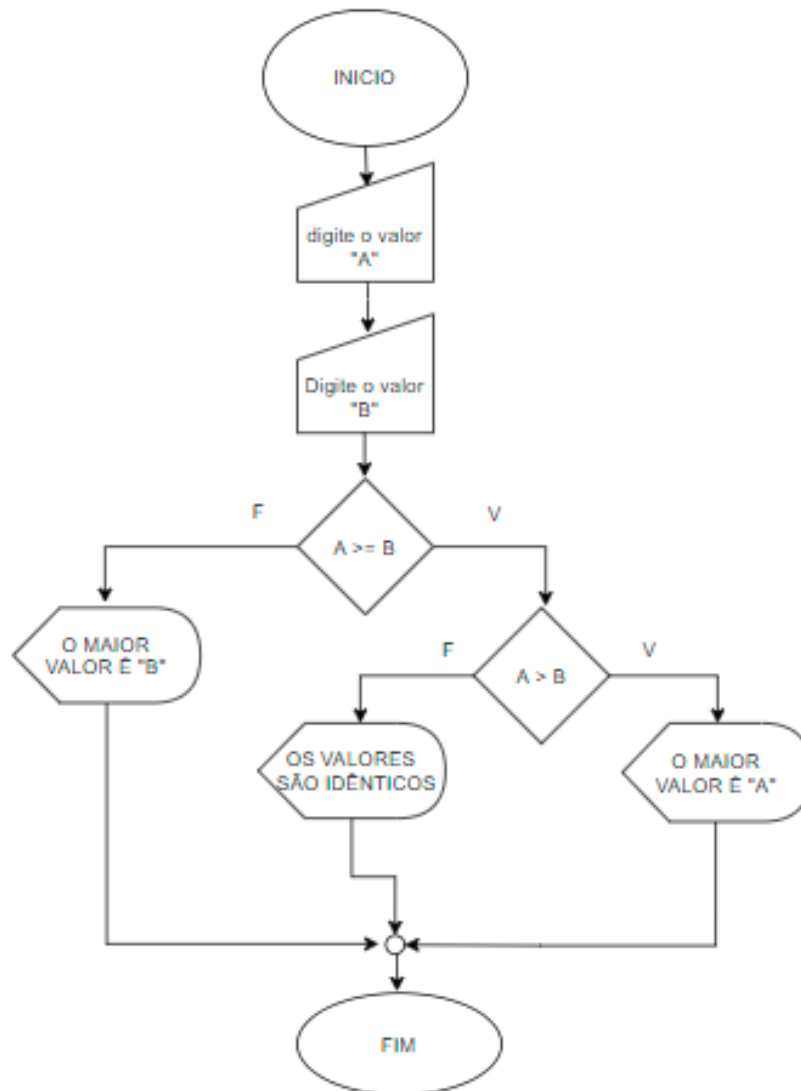 INICIO
digite o valor
"A"
Digite o valor
"B"
F
V
A >= B
O MAIOR
VALOR É "B"
F
V
A > B
OS VALORES
SÃO IDÊNTICOS
O MAIOR
VALOR É "A"
FIM